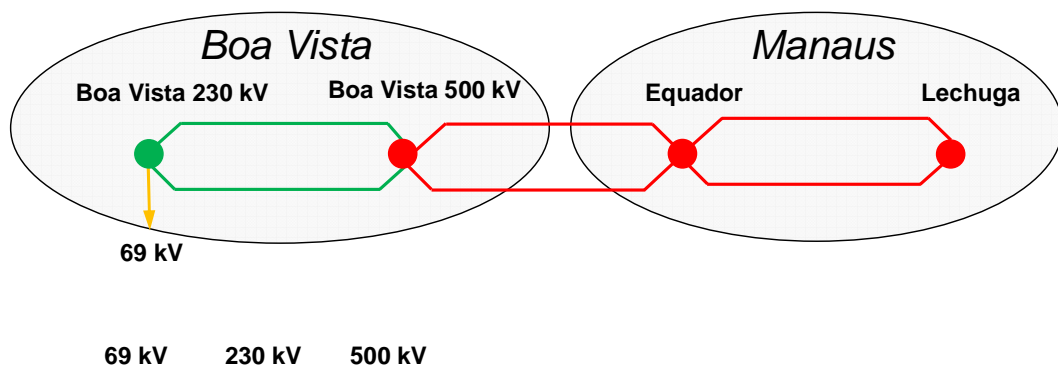 Boa Vista
Manaus
Boa Vista 230 kV
Boa Vista 500 kV
Equador
Lechuga
69 kV
69 kV
230 kV
500 kV